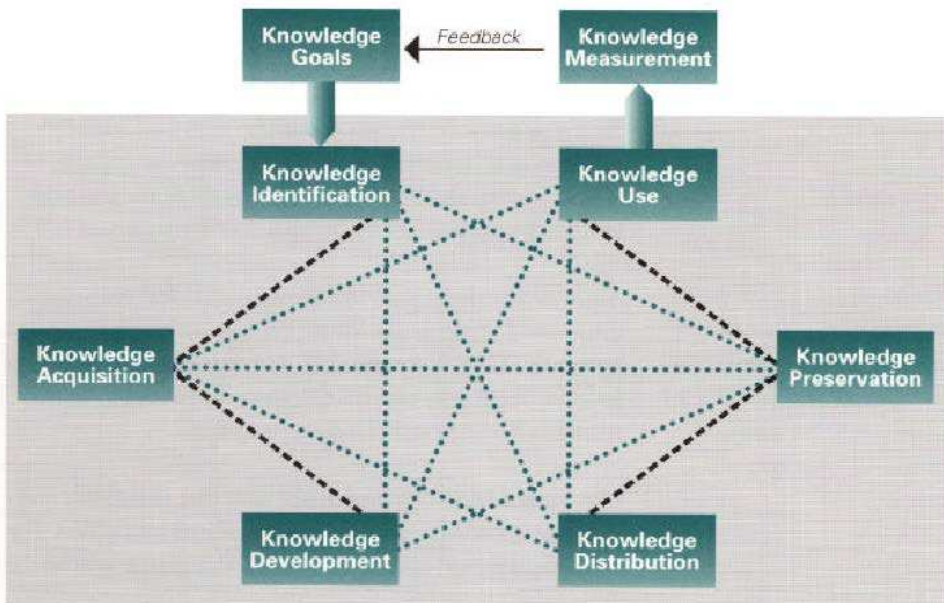 Knowledge
Goals
Feedback
Knowledge
Measurement
Knowledge
Identification
Knowledge
Use
Knowledge
Acquisition
Knowledge
Preservation
Knowledge
Development
Knowledge
Distribution